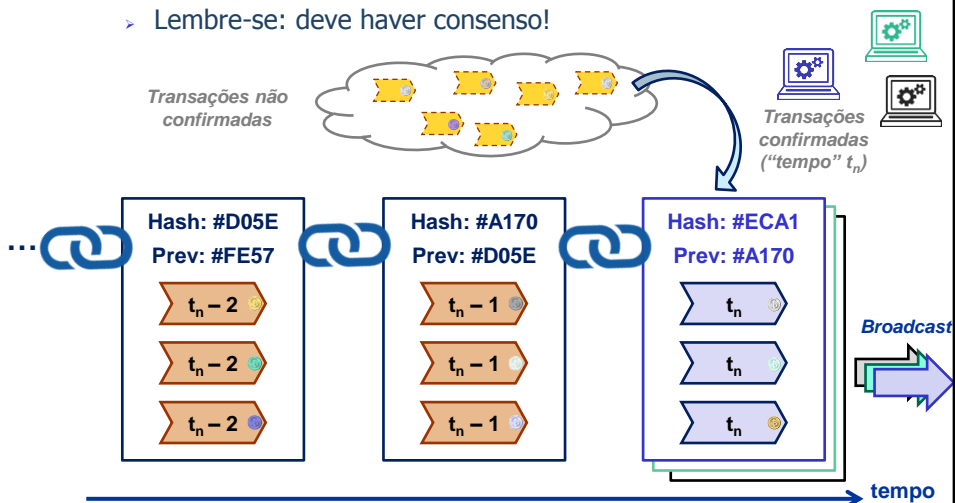 ➢ Lembre-se: deve haver consenso!
Transações não
confirmadas
Transações
confirmadas
("tempo" tₙ)
...
Hash: #D05E
Prev: #FE57
tₙ – 2
tₙ – 2
tₙ – 2
Hash: #A170
Prev: #D05E
tₙ – 1
tₙ – 1
tₙ – 1
Hash: #ECA1
Prev: #A170
tₙ
tₙ
tₙ
Broadcast
tempo